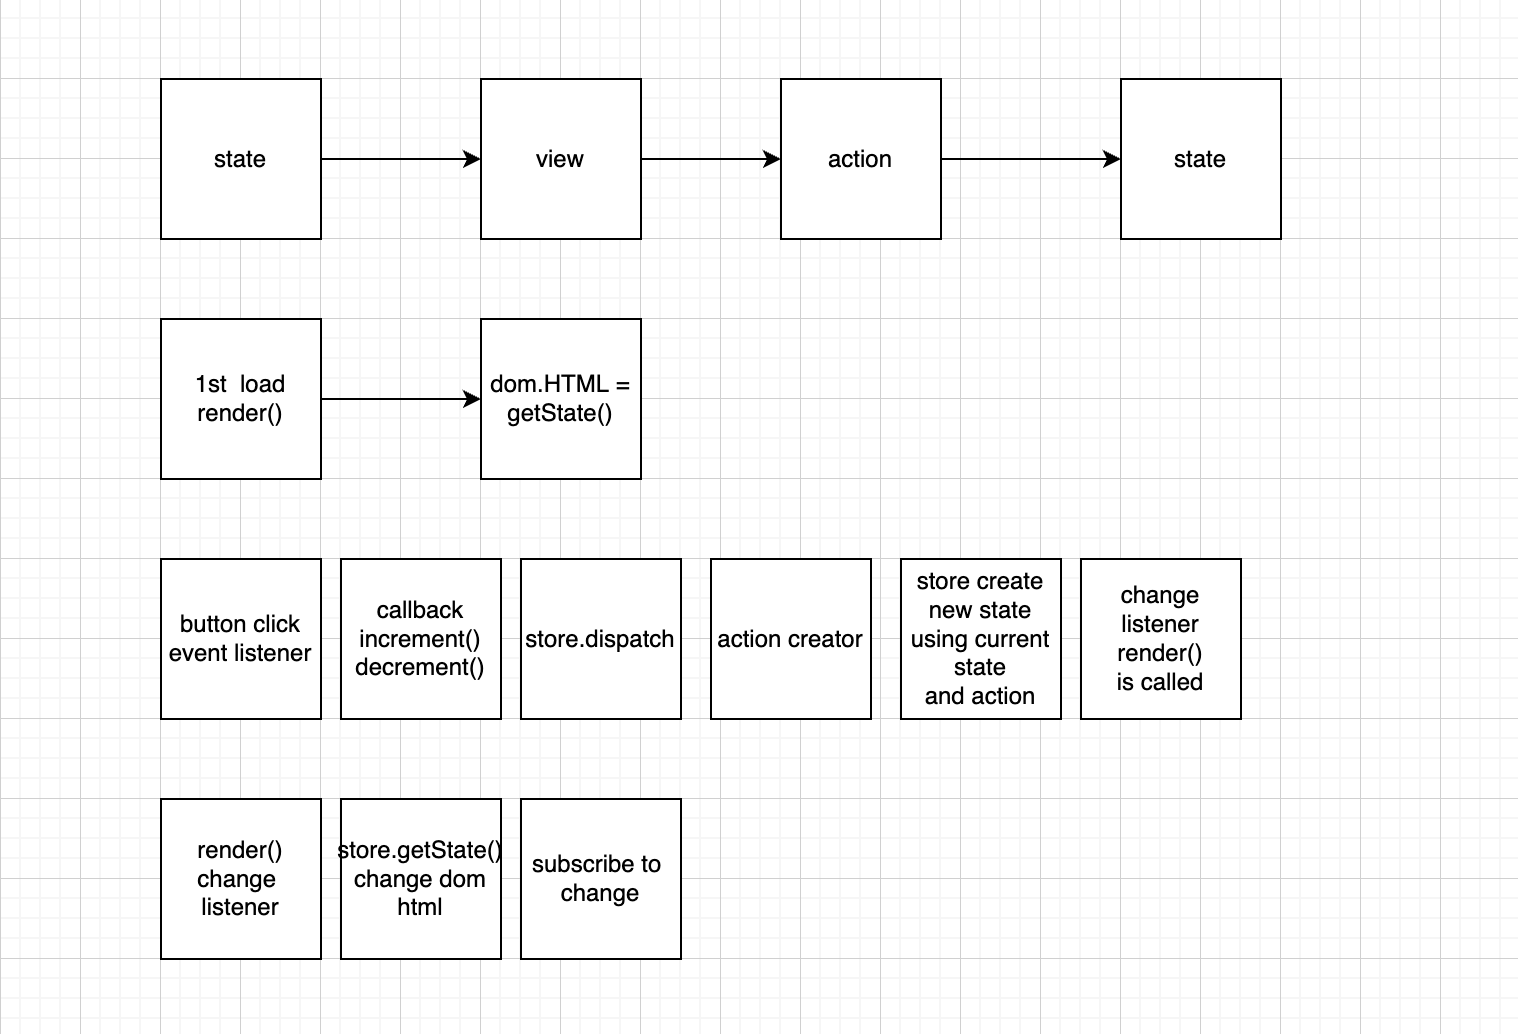 state
view
action
state
1st  load
render()
dom.HTML =
getState()
button click
event listener
callback
increment()
decrement()
store.dispatch
action creator
store create
new state
using current
state
and action
change
listener
render()
is called
render()
change
listener
store.getState()
change dom
html
subscribe to
change